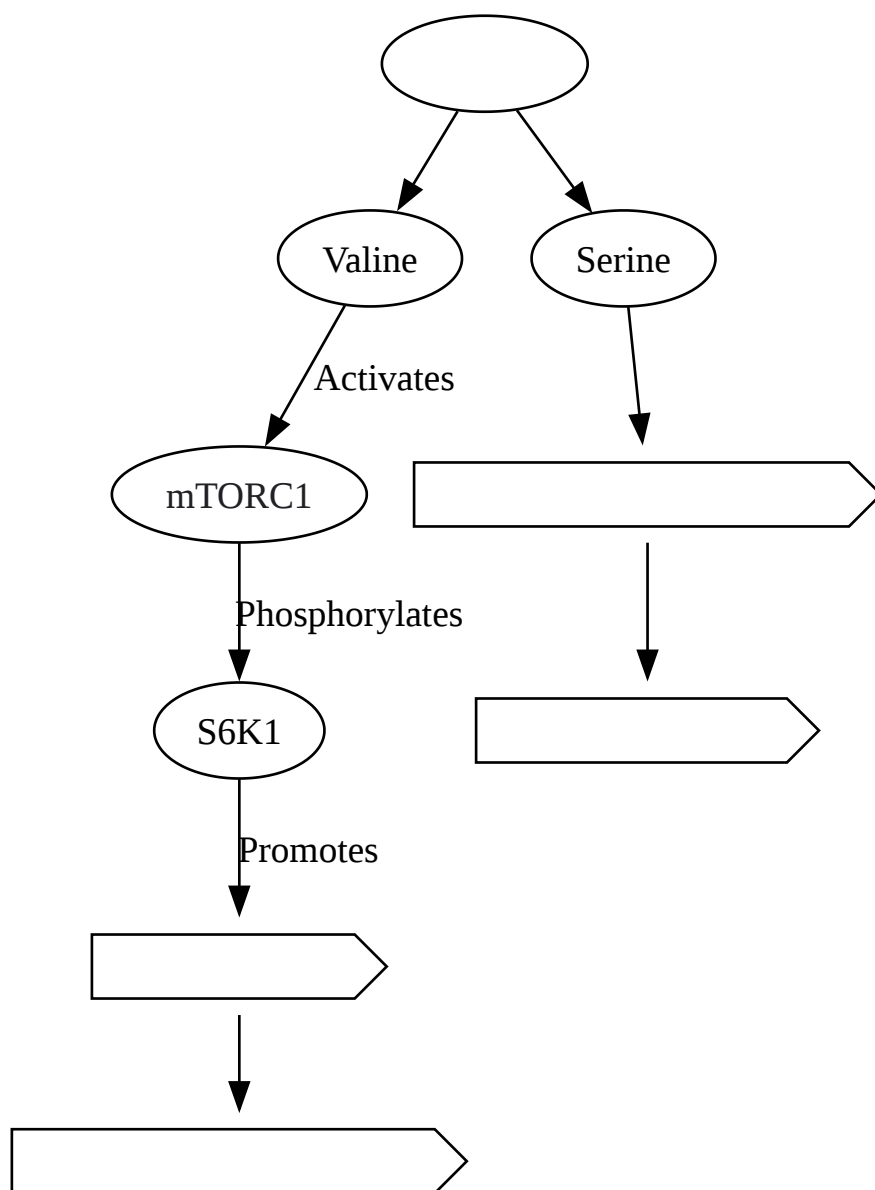 Valine
Serine
Activates
mTORC1
Phosphorylates
S6K1
Promotes